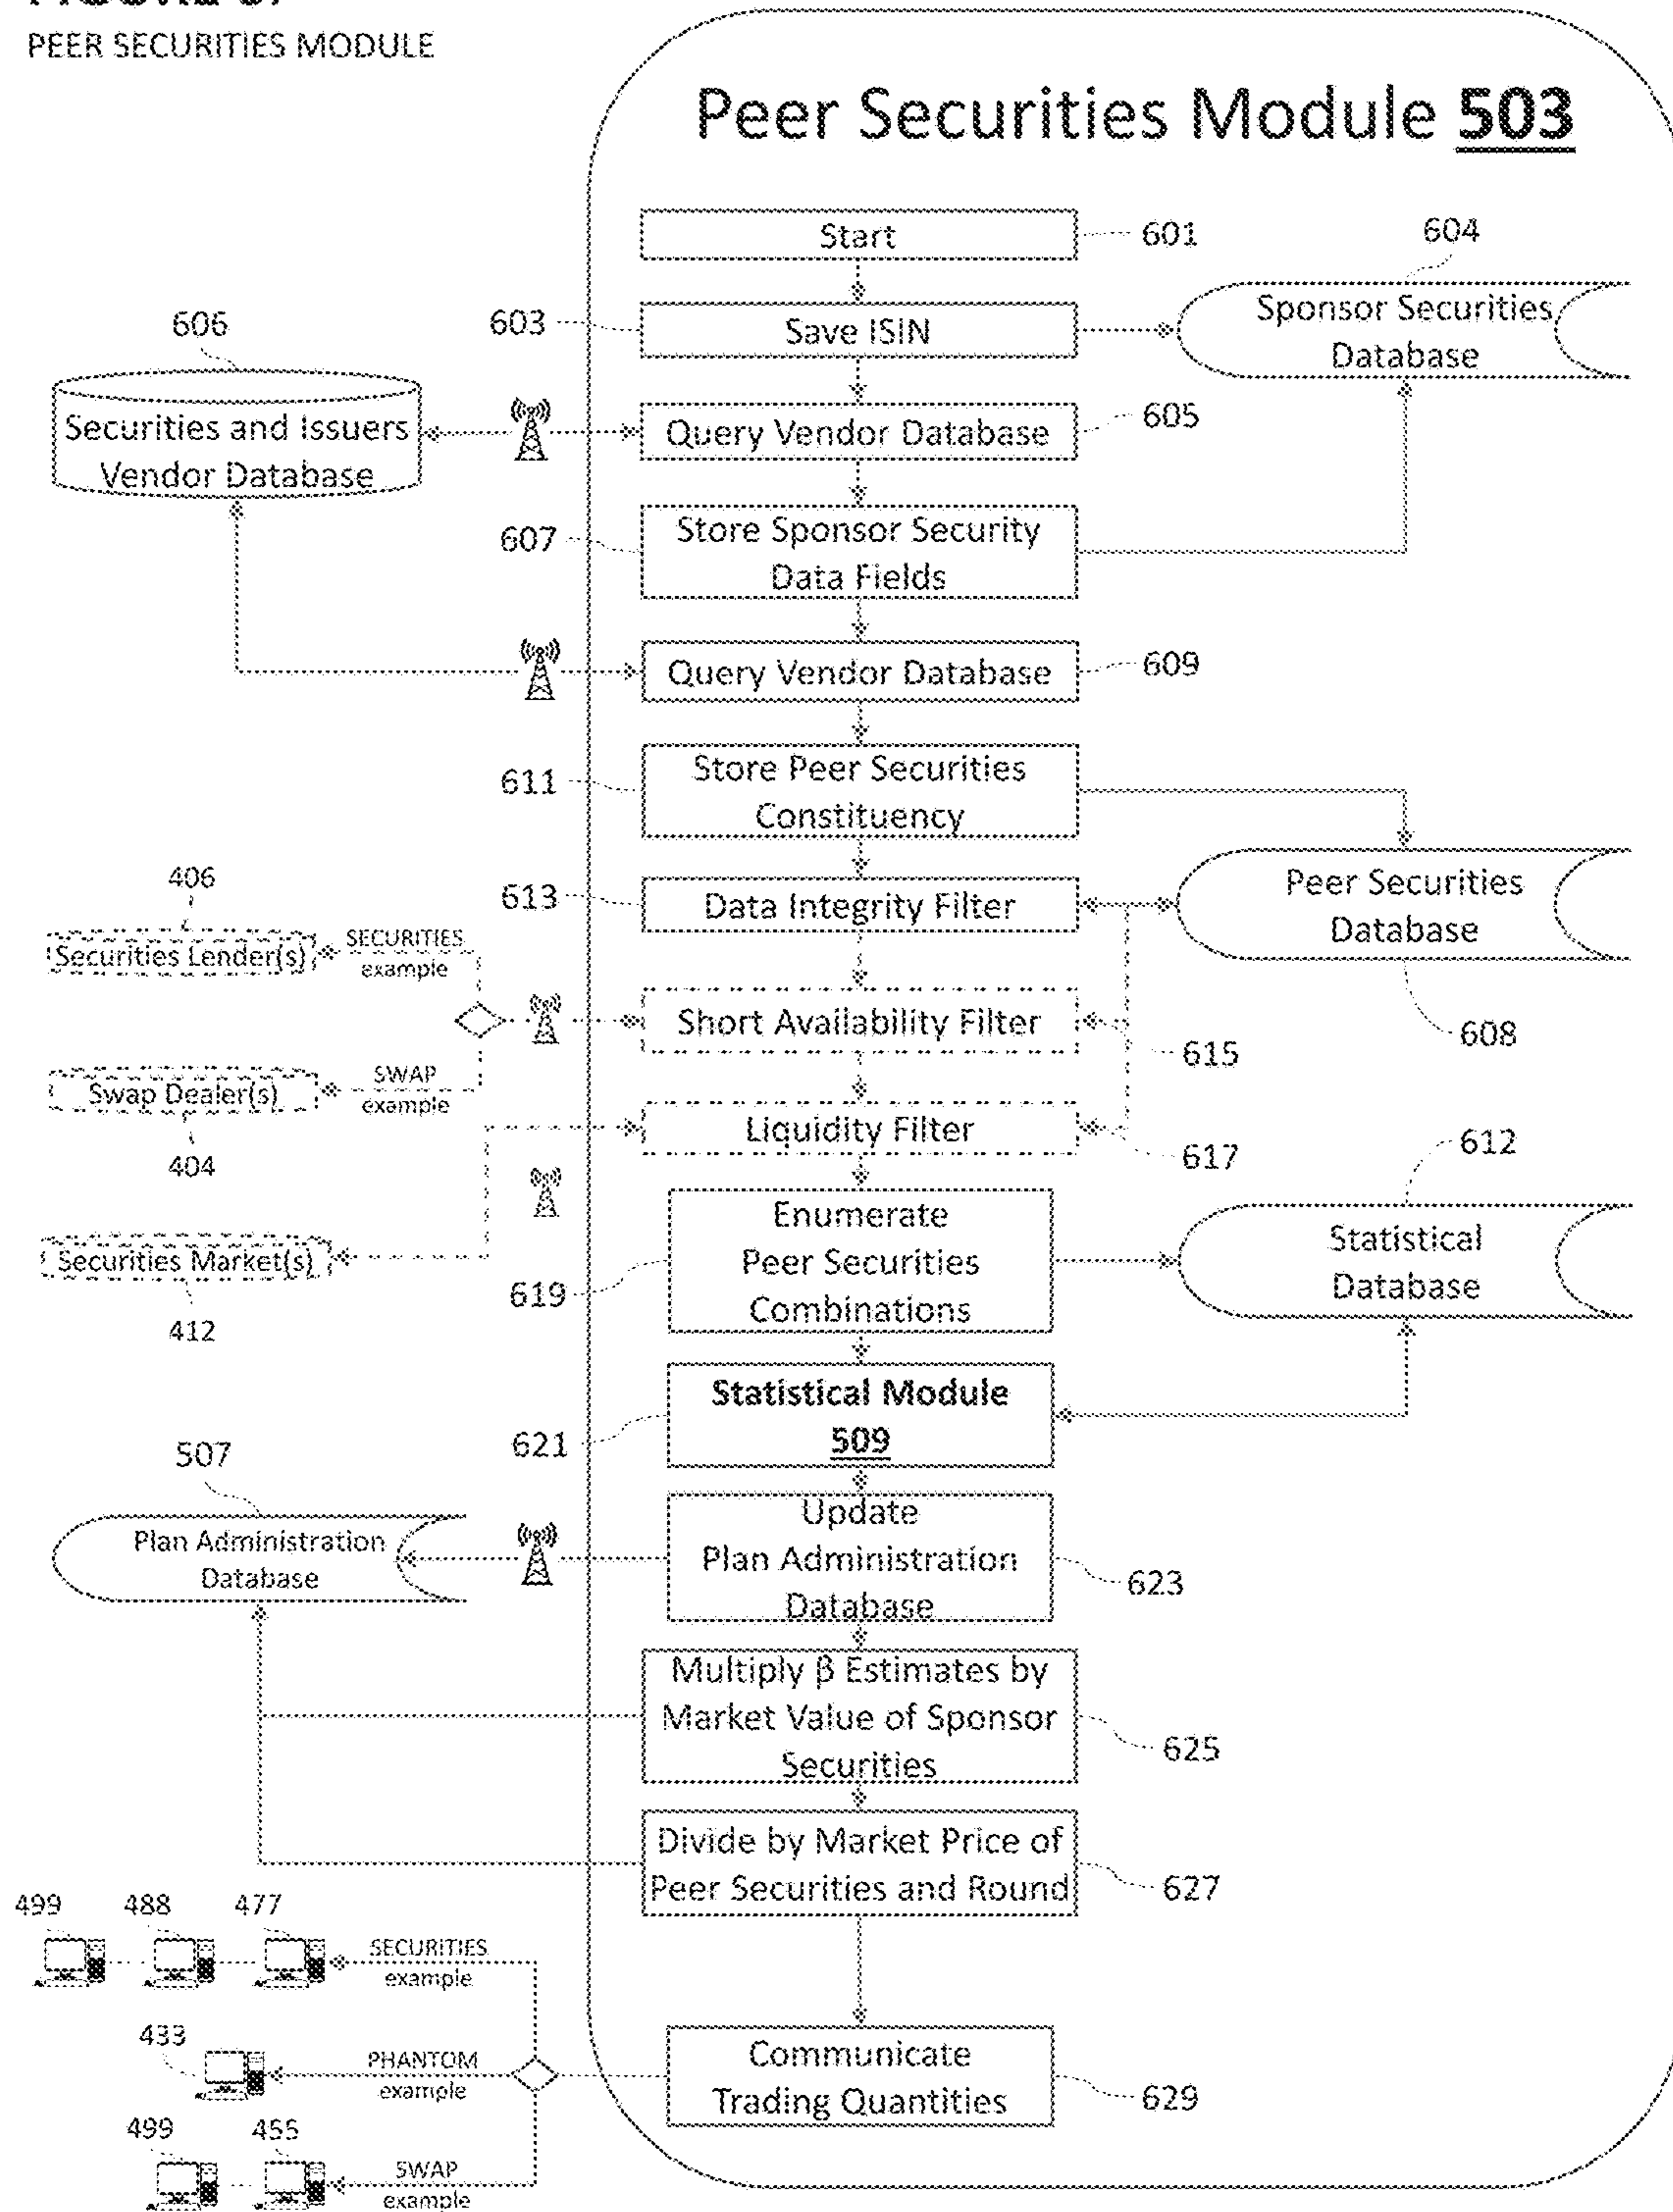 PEER SECURITIES MODULE
Peer Securities Module 503
Start
601
604
Save ISIN
603
Sponsor Securities
Database
606
Securities and Issuers
Vendor Database
Query Vendor Database
605
607
Store Sponsor Security
Data Fields
Query Vendor Database
609
611
Store Peer Securities
Constituency
406
613
Data Integrity Filter
Peer Securities
Database
Securities Lender(s)
SECURITIES
example
Short Availability Filter
615
608
Swap Dealer(s)
SWAP
example
404
Liquidity Filter
617
612
Securities Market(s)
412
619
Enumerate
Peer Securities
Combinations
Statistical
Database
Statistical Module
509
621
507
Plan Administration
Database
Update
Plan Administration
Database
623
Multiply β Estimates by
Market Value of Sponsor
Securities
625
Divide by Market Price of
Peer Securities and Round
627
499
488
477
SECURITIES
example
433
PHANTOM
example
Communicate
Trading Quantities
629
499
455
SWAP
example